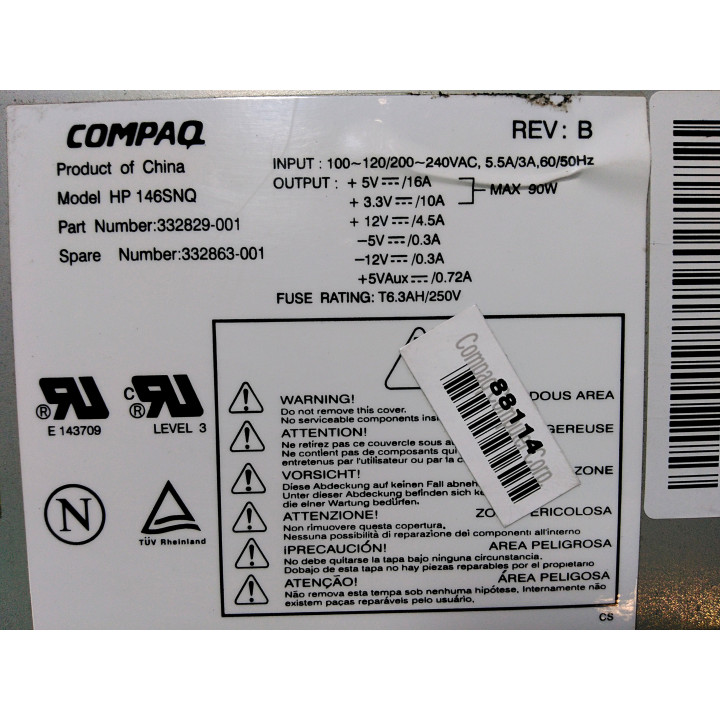 COMPAQ
REV: B
Product of China
Model HP 146SNQ
Part Number:332829-001
Spare Number:332863-001
INPUT : 100~120/200~240VAC, 5.5A/3A,60/50Hz
OUTPUT : + 5V⎓/16A
+ 3.3V⎓/10A
MAX 90W
+ 12V⎓/4.5A
−5V⎓/0.3A
−12V⎓/0.3A
+5VAux⎓/0.72A
FUSE RATING: T6.3AH/250V
RU
®
E 143709
C RU
®
LEVEL 3
N
TÜV Rheinland
Compaq
Corp
88114
WARNING! DOUS AREA
Do not remove this cover.
No serviceable components
ATTENTION! GEREUSE
Ne retirez pas ce couvercle sous
Ne contient pas de composants
entretenus par l'utilisateur ou par la
VORSICHT! ZONE
Diese Abdeckung auf keinen Fall
Unter dieser Abdeckung befinden sich
die einer Wartung bedürfen.
ATTENZIONE! ZO ERICOLOSA
Non rimuovere questa copertura,
Nessuna possibilità di reparazione dei componenti all'interno
¡PRECAUCIÓN! AREA PELIGROSA
No debe quitarse la tapa bajo ninguna circunstancia.
Dobajo de esta tapa no hay piezas reparables por el propietario
ATENÇÃO! ÁREA PELIGOSA
Não remova esta tempa sob nenhuma hipótese, Internamente não
existem paças reparáveis pelo usuário.
CS